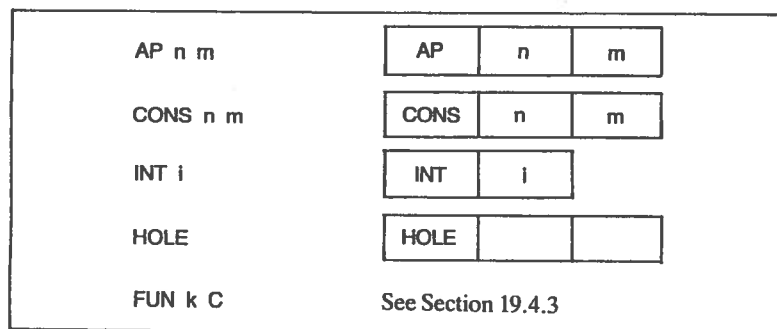 AP n m AP n m
CONS n m CONS n m
INT i INT i
HOLE HOLE
FUN k C See Section 19.4.3